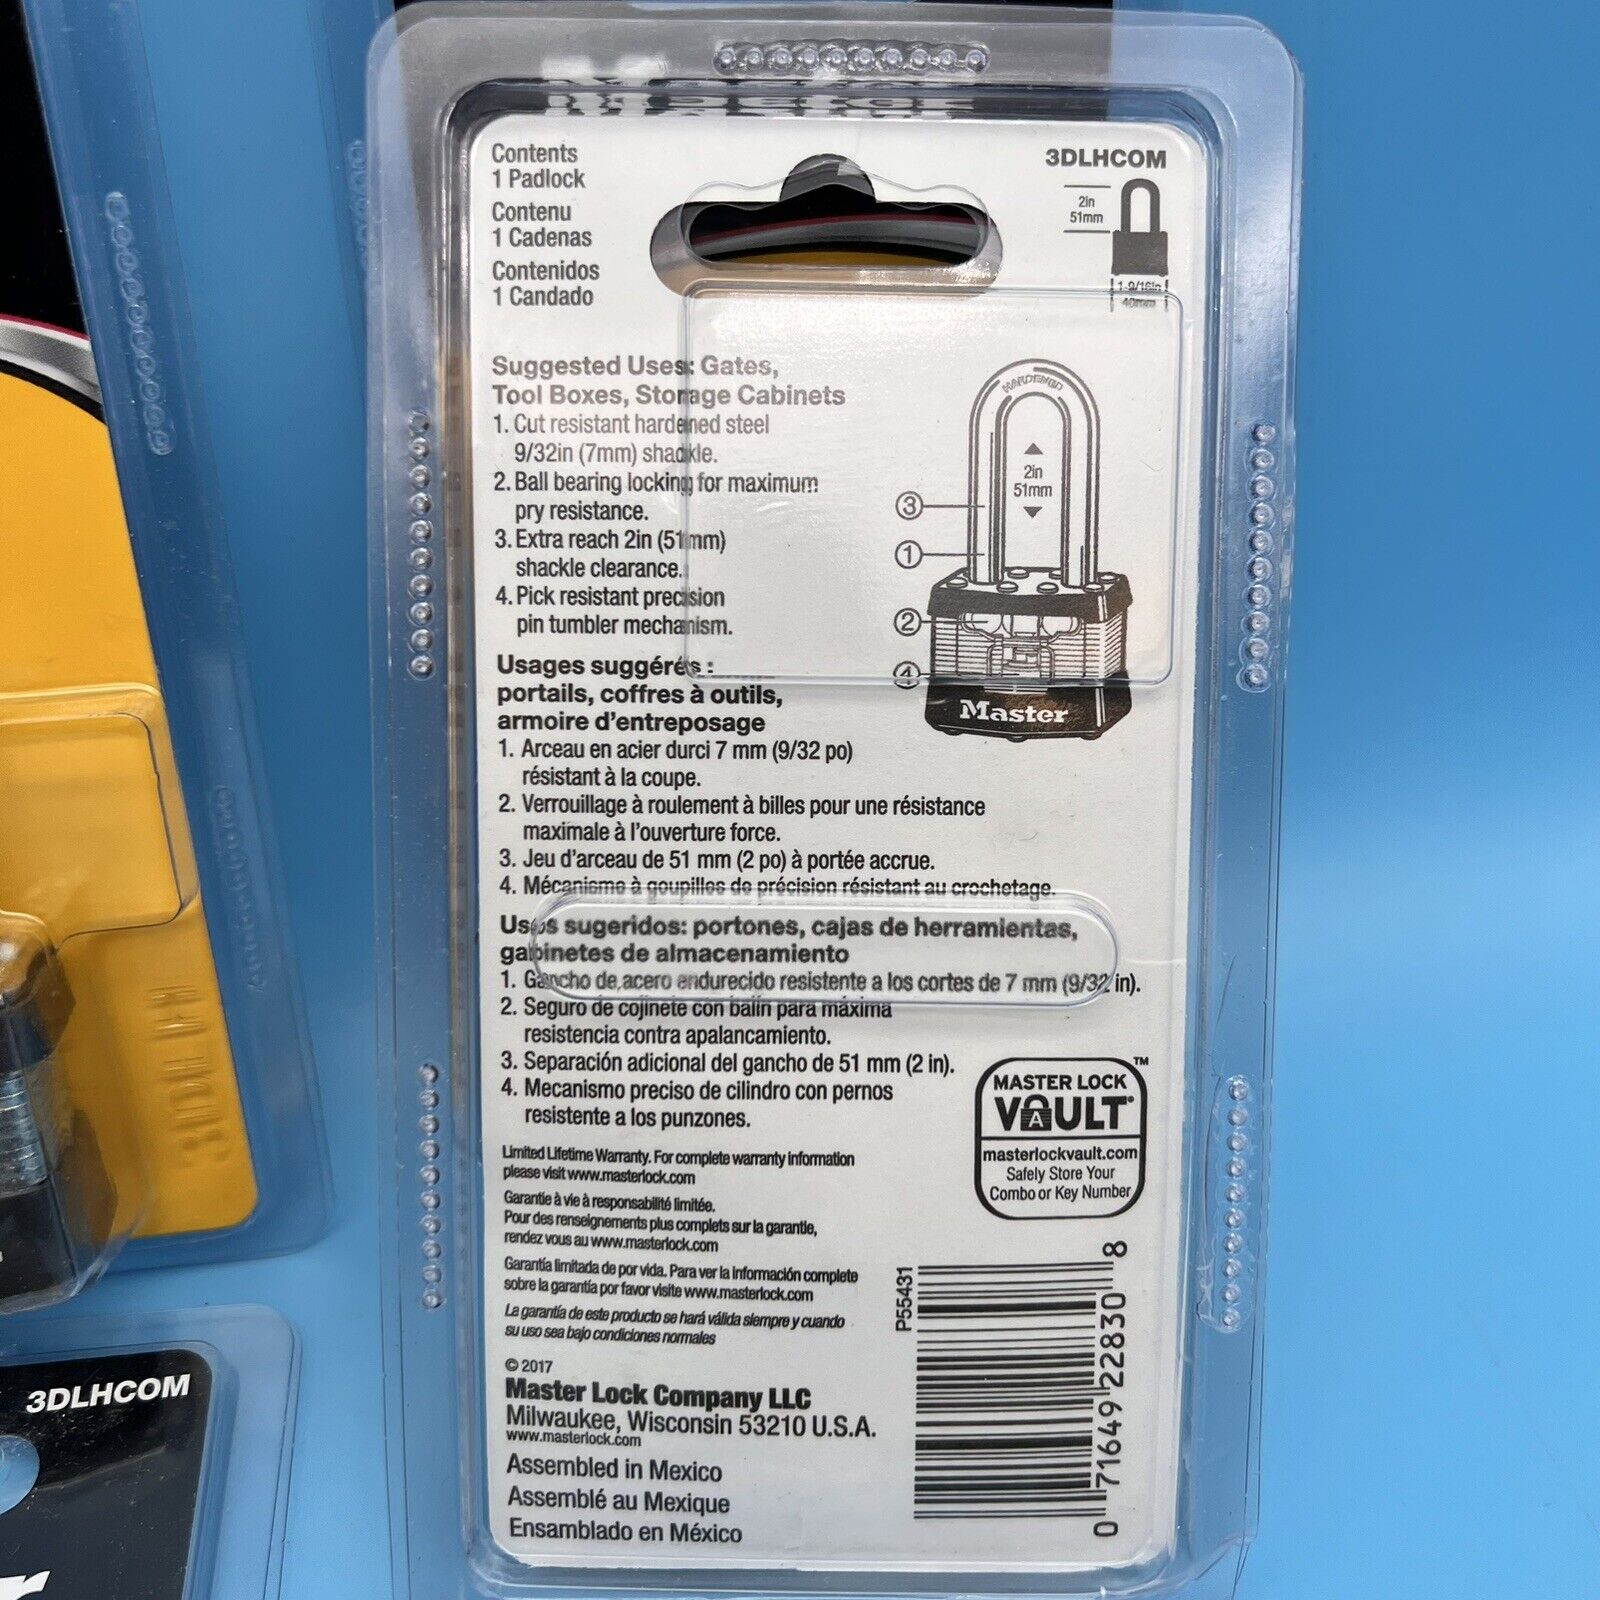 Contents
1 Padlock
Contenu
1 Cadenas
Contenidos
1 Candado
3DLHCOM
2in
51mm
1-9/16in
40mm
Suggested Uses: Gates,
Tool Boxes, Storage Cabinets
1. Cut resistant hardened steel
9/32in (7mm) shackle.
2. Ball bearing locking for maximum
pry resistance.
3. Extra reach 2in (51mm)
shackle clearance.
4. Pick resistant precision
pin tumbler mechanism.
HARDENED
2in
51mm
3
1
2
4
Master
Usages suggérés :
portails, coffres à outils,
armoire d'entreposage
1. Arceau en acier durci 7 mm (9/32 po)
résistant à la coupe.
2. Verrouillage à roulement à billes pour une résistance
maximale à l'ouverture force.
3. Jeu d'arceau de 51 mm (2 po) à portée accrue.
4. Mécanisme à goupilles de précision résistant au crochetage.
Usos sugeridos: portones, cajas de herramientas,
gabinetes de almacenamiento
1. Gancho de acero endurecido resistente a los cortes de 7 mm (9/32 in).
2. Seguro de cojinete con balín para máxima
resistencia contra apalancamiento.
3. Separación adicional del gancho de 51 mm (2 in).
4. Mecanismo preciso de cilindro con pernos
resistente a los punzones.
MASTER LOCK
VAULT
masterlockvault.com
Safely Store Your
Combo or Key Number
™
Limited Lifetime Warranty. For complete warranty information
please visit www.masterlock.com
Garantie à vie à responsabilité limitée.
Pour des renseignements plus complets sur la garantie,
rendez vous au www.masterlock.com
Garantía limitada de por vida. Para ver la información complete
sobre la garantía por favor visite www.masterlock.com
La garantía de este producto se hará válida siempre y cuando
su uso sea bajo condiciones normales
© 2017
Master Lock Company LLC
Milwaukee, Wisconsin 53210 U.S.A.
www.masterlock.com
Assembled in Mexico
Assemblé au Mexique
Ensamblado en México
P55431
0 71649 22830 8
3DLHCOM